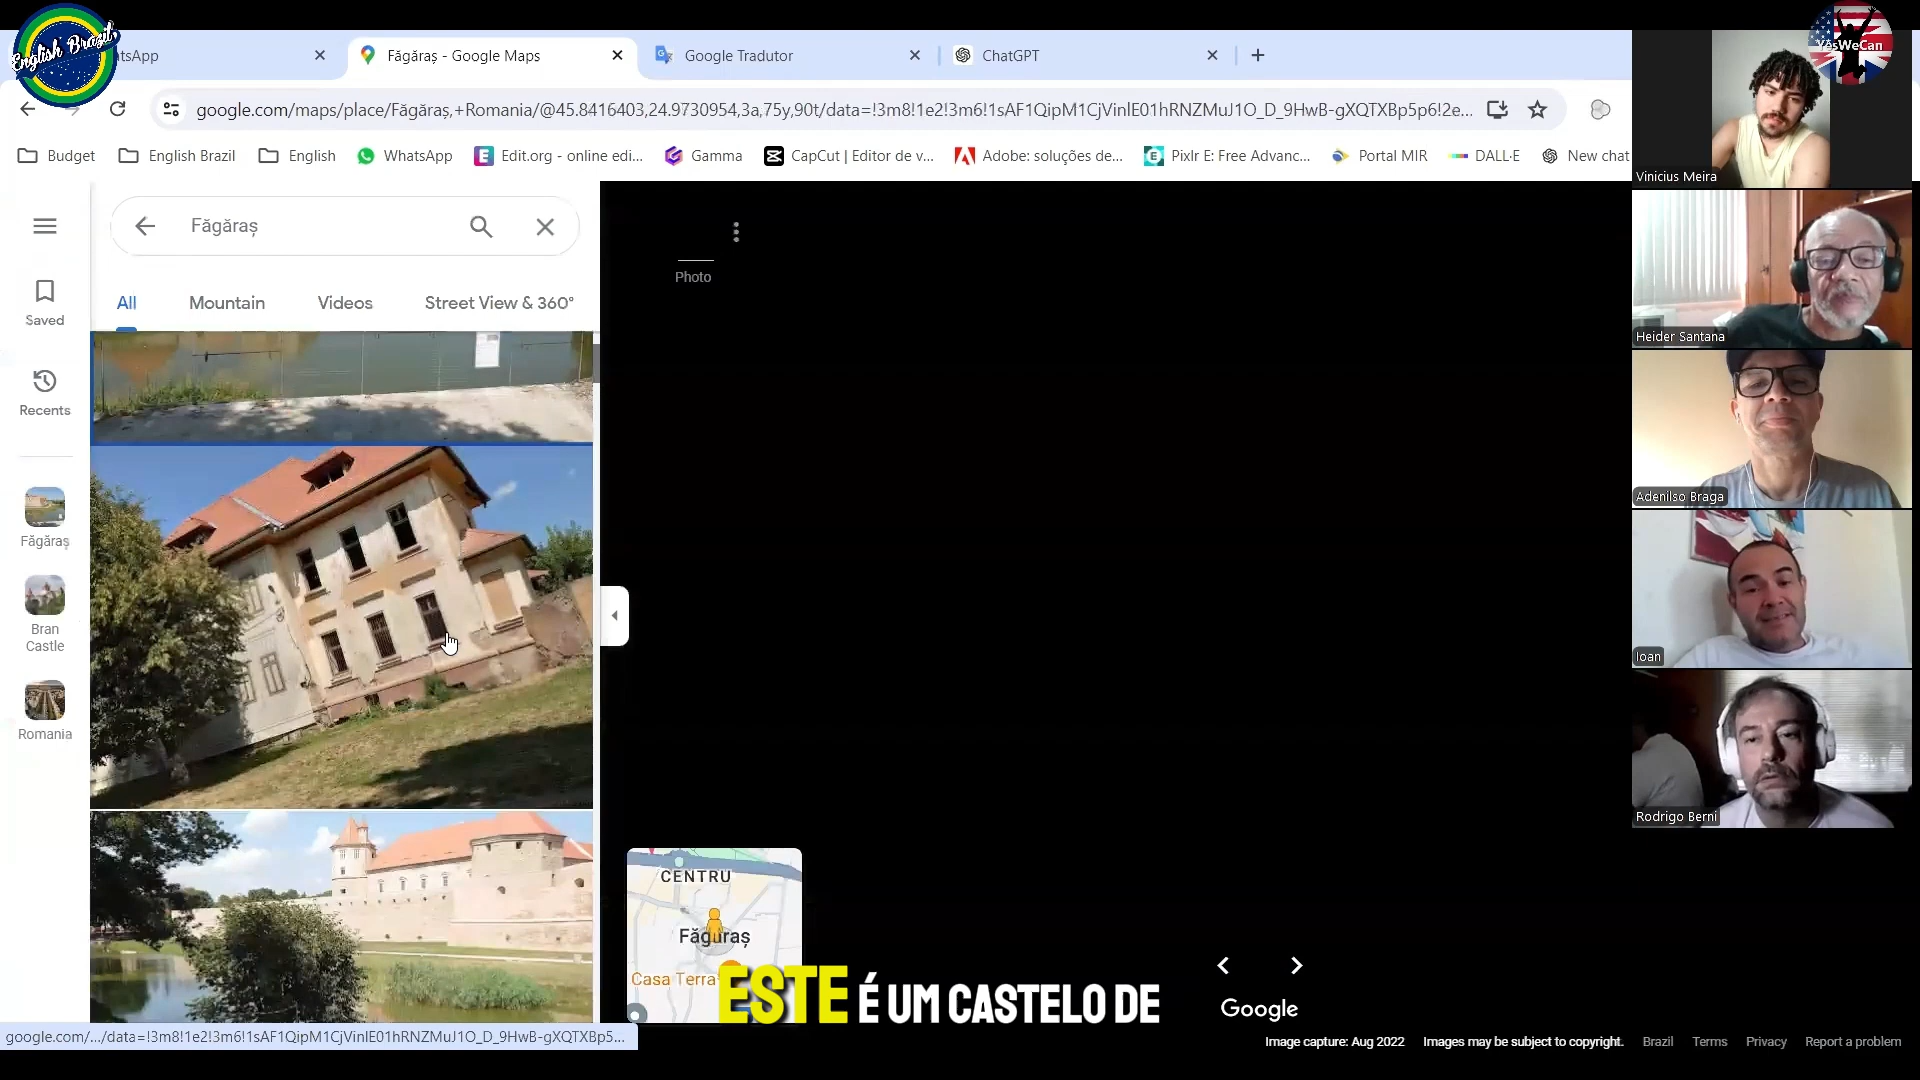 English Brazil
YesWeCan
tsApp
Făgăraș - Google Maps
Google Tradutor
ChatGPT
google.com/maps/place/Făgăraș,+Romania/@45.8416403,24.9730954,3a,75y,90t/data=!3m8!1e2!3m6!1sAF1QipM1CjVinlE01hRNZMuJ1O_D_9HwB-gXQTXBp5p6!2e...
Budget
English Brazil
English
WhatsApp
Edit.org - online edi...
Gamma
CapCut | Editor de v...
Adobe: soluções de...
Pixlr E: Free Advanc...
Portal MIR
DALL·E
New chat
Vinicius Meira
Făgăraș
Photo
All
Mountain
Videos
Street View & 360°
Saved
Recents
Făgăraș
Bran
Castle
Romania
Heider Santana
Adenilso Braga
Ioan
Rodrigo Berni
CENTRU
Făgăraș
Casa Terra
ESTE É UM CASTELO DE
Google
google.com/.../data=!3m8!1e2!3m6!1sAF1QipM1CjVinlE01hRNZMuJ1O_D_9HwB-gXQTXBp5...
Image capture: Aug 2022
Images may be subject to copyright.
Brazil
Terms
Privacy
Report a problem